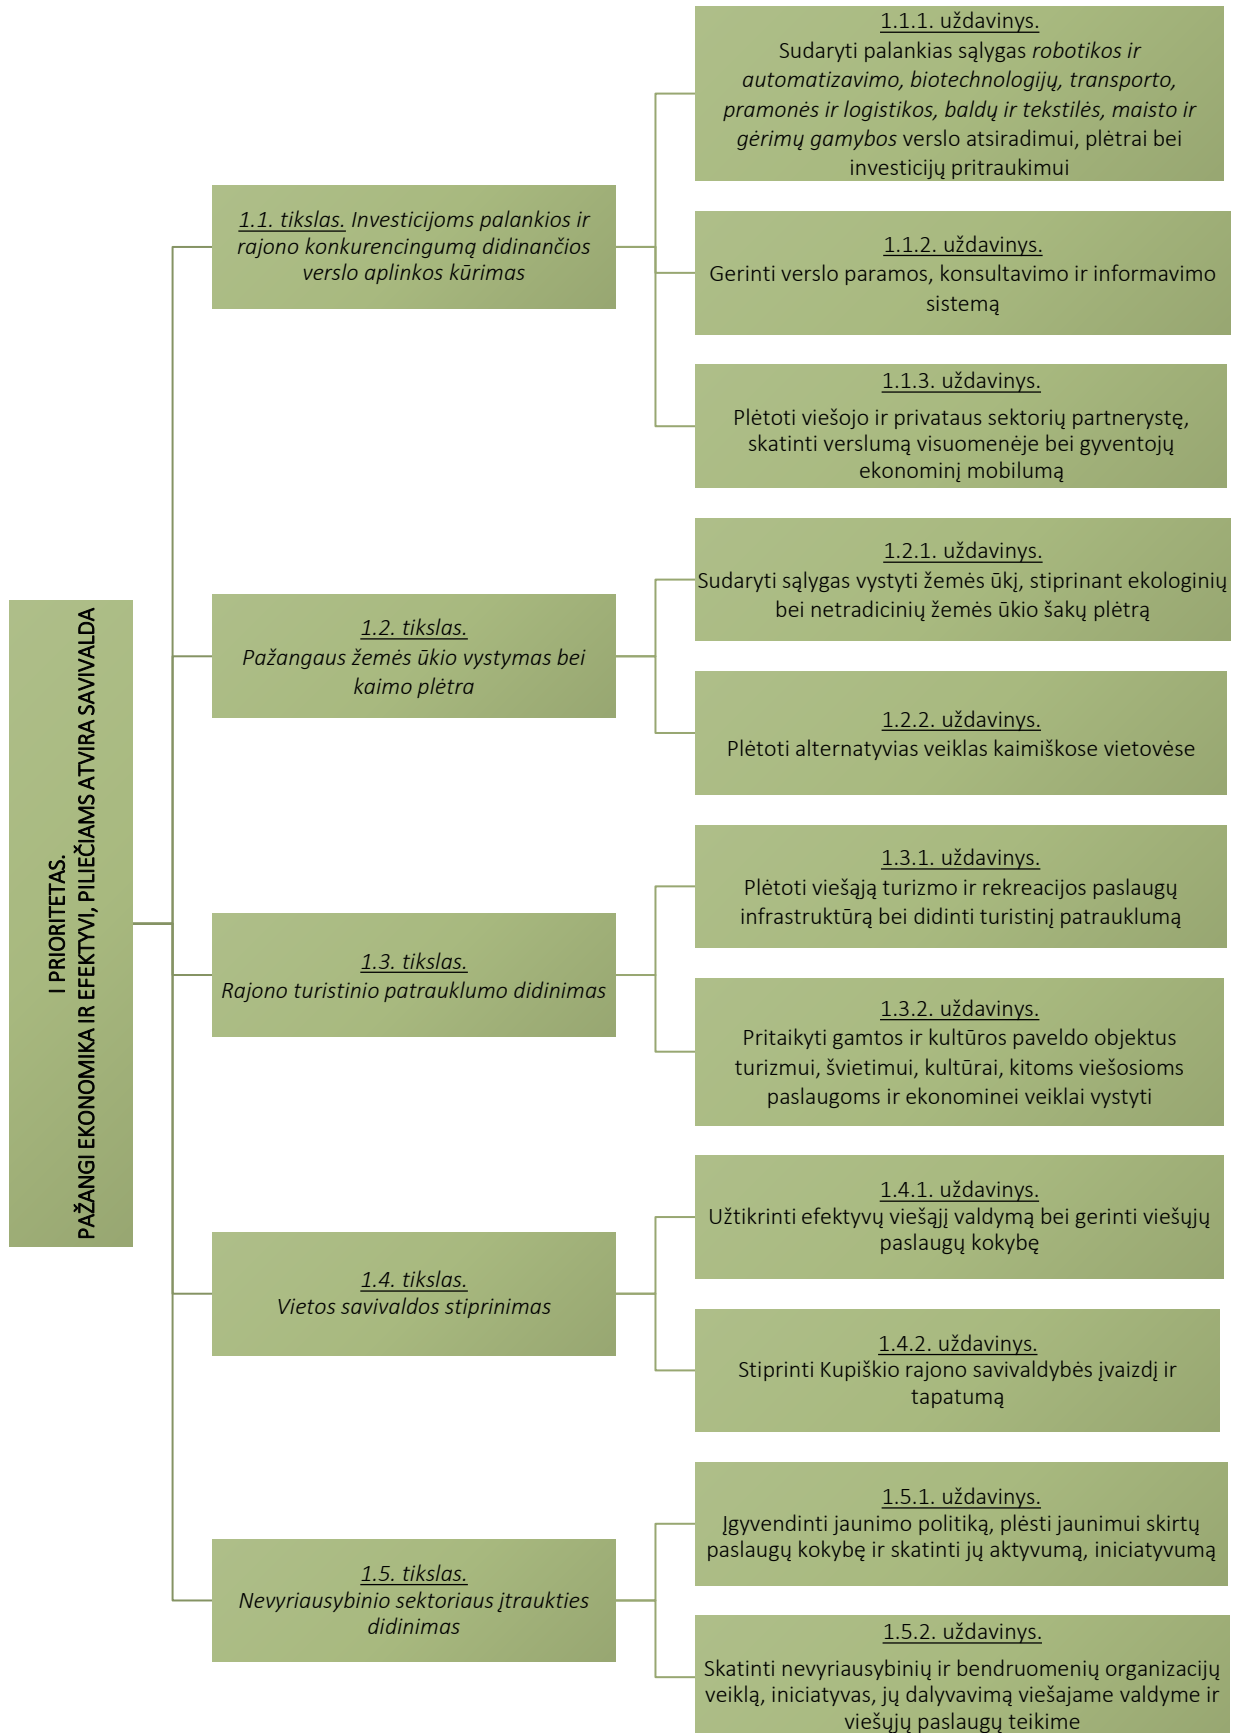 I PRIORITETAS.
PAŽANGI EKONOMIKA IR EFEKTYVI, PILIEČIAMS ATVIRA SAVIVALDA
1.1. tikslas. Investicijoms palankios ir
rajono konkurencingumą didinančios
verslo aplinkos kūrimas
1.1.1. uždavinys.
Sudaryti palankias sąlygas robotikos ir
automatizavimo, biotechnologijų, transporto,
pramonės ir logistikos, baldų ir tekstilės, maisto ir
gėrimų gamybos verslo atsiradimui, plėtrai bei
investicijų pritraukimui
1.1.2. uždavinys.
Gerinti verslo paramos, konsultavimo ir informavimo
sistemą
1.1.3. uždavinys.
Plėtoti viešojo ir privataus sektorių partnerystę,
skatinti verslumą visuomenėje bei gyventojų
ekonominį mobilumą
1.2. tikslas.
Pažangaus žemės ūkio vystymas bei
kaimo plėtra
1.2.1. uždavinys.
Sudaryti sąlygas vystyti žemės ūkį, stiprinant ekologinių
bei netradicinių žemės ūkio šakų plėtrą
1.2.2. uždavinys.
Plėtoti alternatyvias veiklas kaimiškose vietovėse
1.3. tikslas.
Rajono turistinio patrauklumo didinimas
1.3.1. uždavinys.
Plėtoti viešąją turizmo ir rekreacijos paslaugų
infrastruktūrą bei didinti turistinį patrauklumą
1.3.2. uždavinys.
Pritaikyti gamtos ir kultūros paveldo objektus
turizmui, švietimui, kultūrai, kitoms viešosioms
paslaugoms ir ekonominei veiklai vystyti
1.4. tikslas.
Vietos savivaldos stiprinimas
1.4.1. uždavinys.
Užtikrinti efektyvų viešąjį valdymą bei gerinti viešųjų
paslaugų kokybę
1.4.2. uždavinys.
Stiprinti Kupiškio rajono savivaldybės įvaizdį ir
tapatumą
1.5. tikslas.
Nevyriausybinio sektoriaus įtraukties
didinimas
1.5.1. uždavinys.
Įgyvendinti jaunimo politiką, plėsti jaunimui skirtų
paslaugų kokybę ir skatinti jų aktyvumą, iniciatyvumą
1.5.2. uždavinys.
Skatinti nevyriausybinių ir bendruomenių organizacijų
veiklą, iniciatyvas, jų dalyvavimą viešajame valdyme ir
viešųjų paslaugų teikime